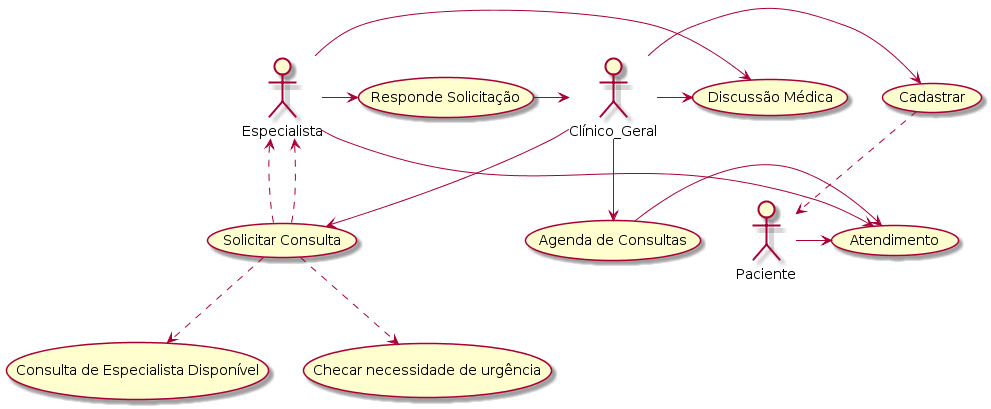 Responde Solicitação
Discussão Médica
Cadastrar
Especialista
Clínico_Geral
Solicitar Consulta
Agenda de Consultas
Atendimento
Paciente
Consulta de Especialista Disponível
Checar necessidade de urgência